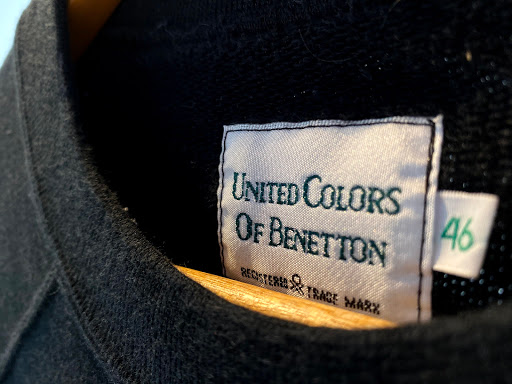 UNITED COLORS
OF BENETTON
REGISTERED TRADE MARK
46